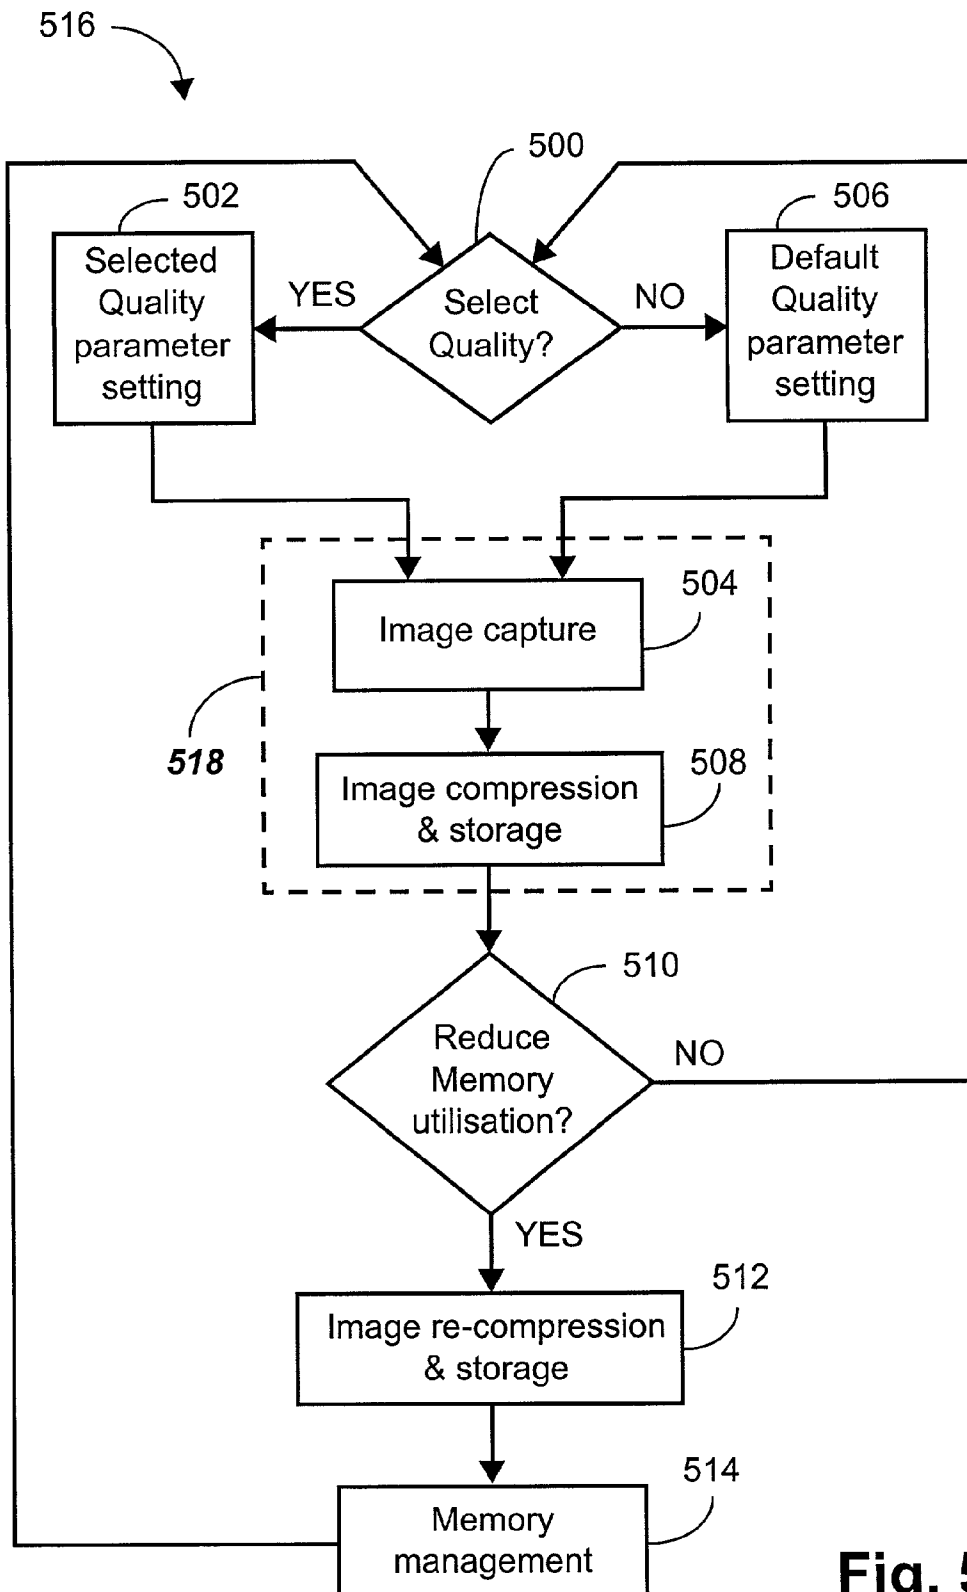 516
500
502
506
Selected
Quality
parameter
setting
YES
Select
Quality?
NO
Default
Quality
parameter
setting
504
Image capture
518
508
Image compression
& storage
510
Reduce
Memory
utilisation?
NO
YES
512
Image re-compression
& storage
514
Memory
management
Fig. 5